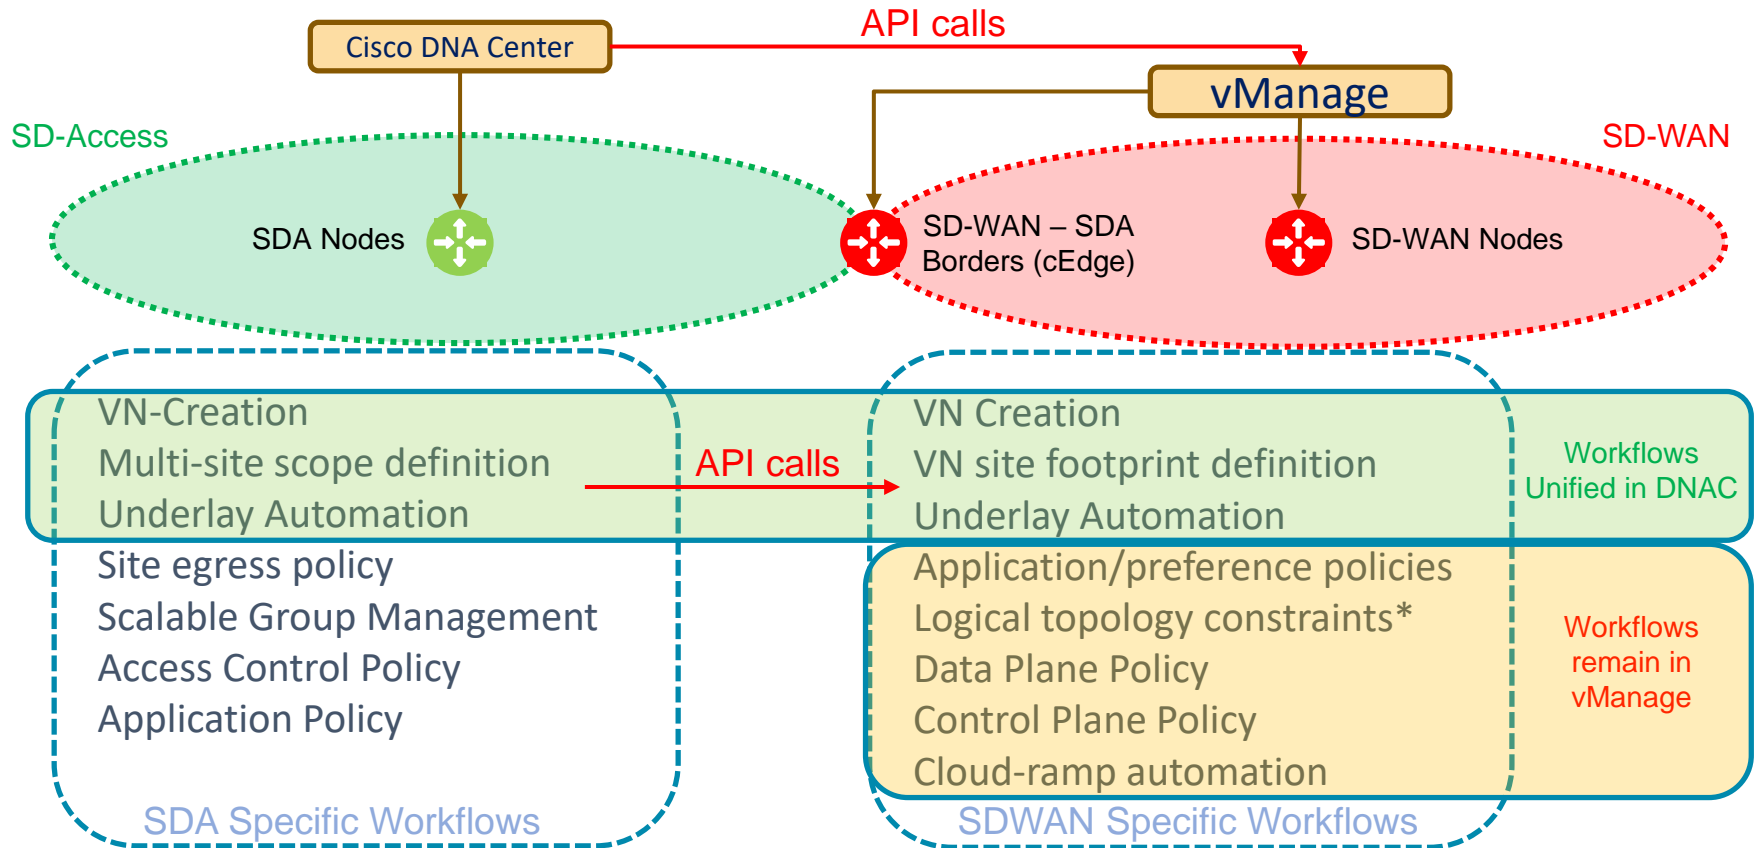 API calls
Cisco DNA Center
vManage
SD-Access
SD-WAN
SDA Nodes
SD-WAN – SDA
Borders (cEdge)
SD-WAN Nodes
VN-Creation
Multi-site scope definition
Underlay Automation
Site egress policy
Scalable Group Management
Access Control Policy
Application Policy
SDA Specific Workflows
API calls
VN Creation
VN site footprint definition
Underlay Automation
Application/preference policies
Logical topology constraints*
Data Plane Policy
Control Plane Policy
Cloud-ramp automation
SDWAN Specific Workflows
Workflows
Unified in DNAC
Workflows
remain in
vManage